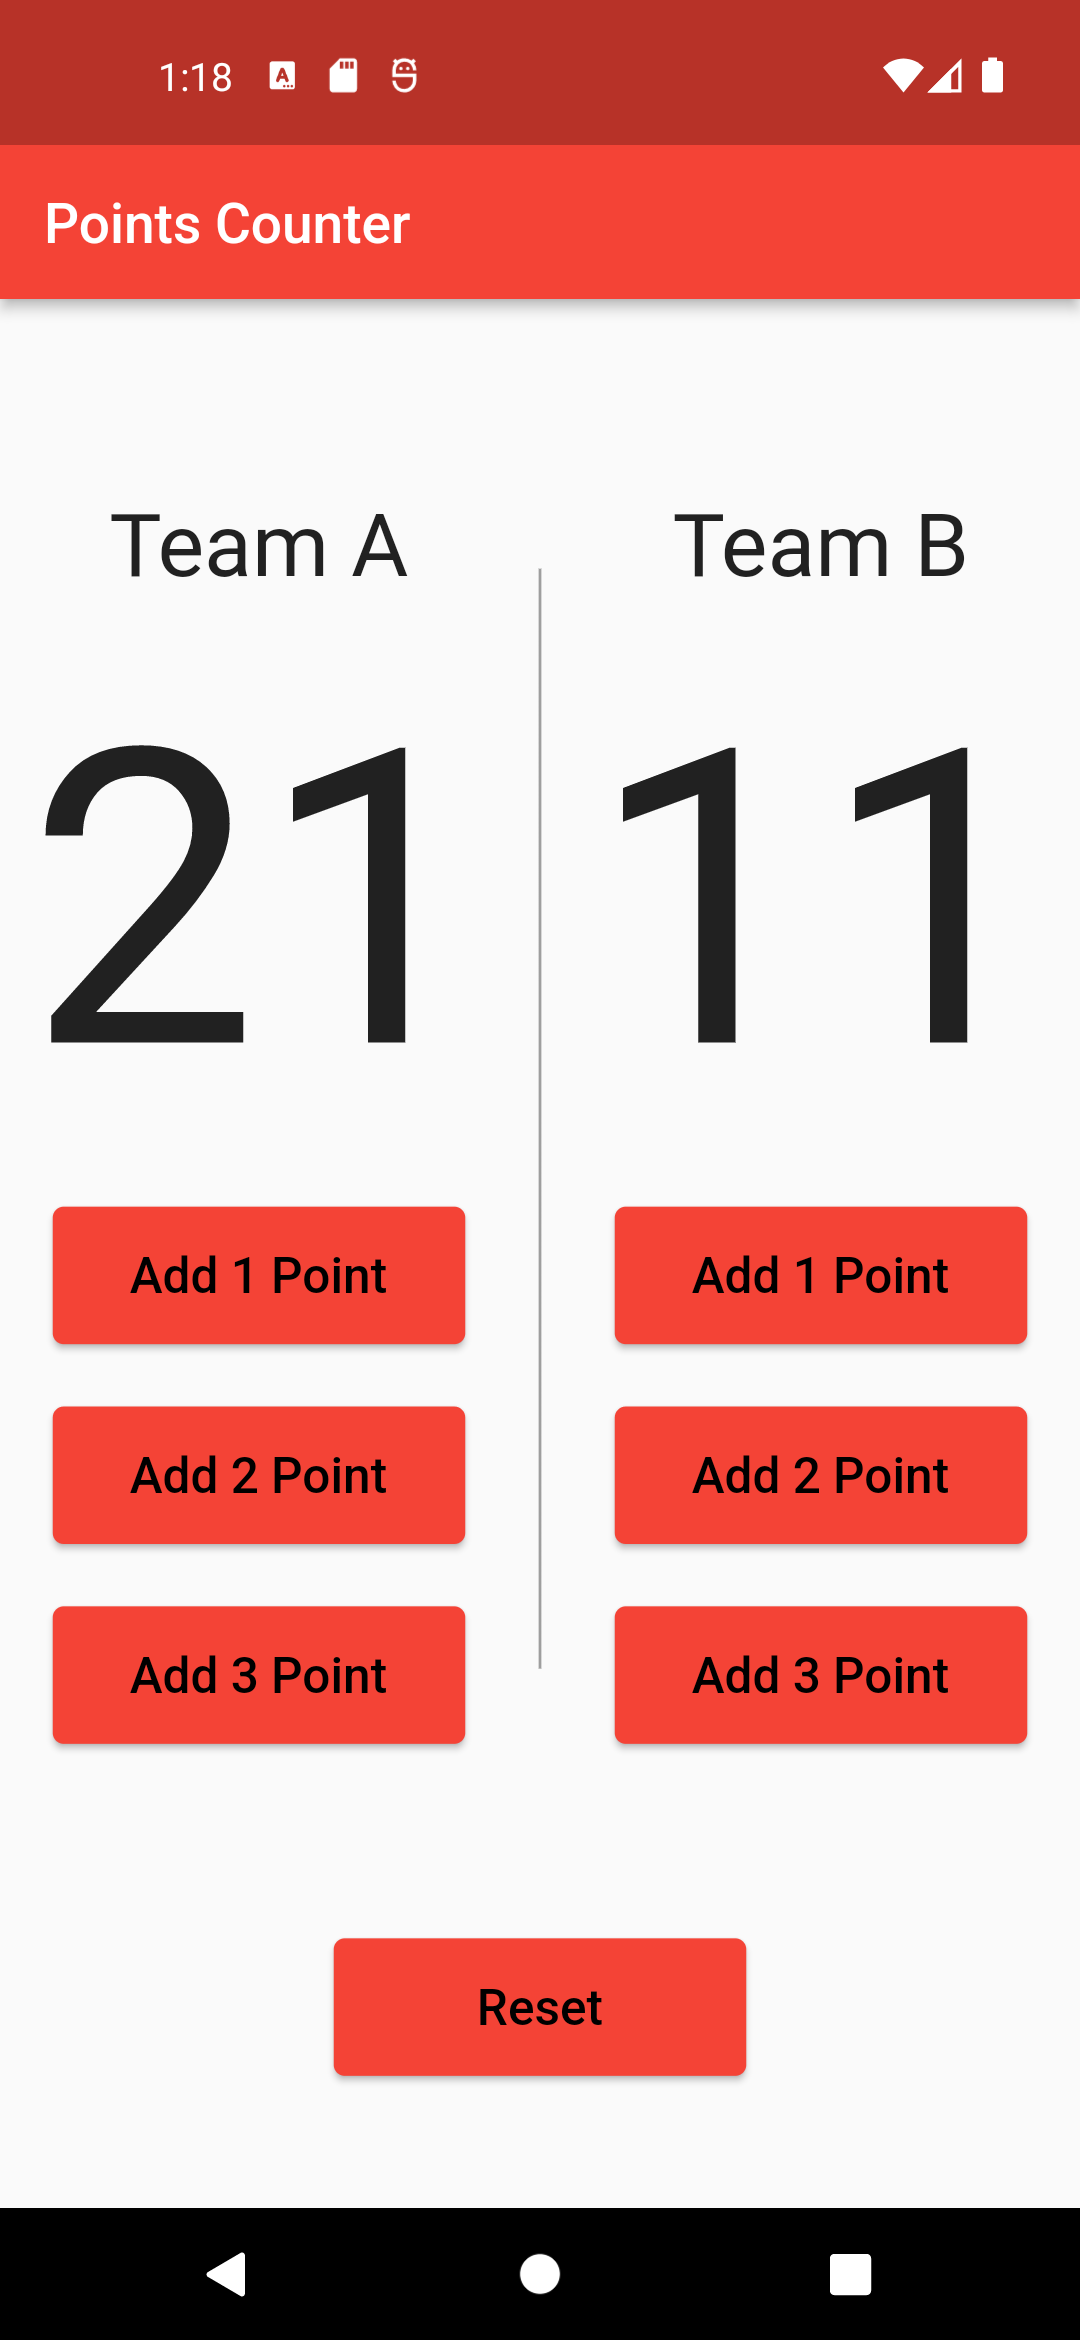 1:18
Points Counter
Team A
Team B
21
11
Add 1 Point
Add 1 Point
Add 2 Point
Add 2 Point
Add 3 Point
Add 3 Point
Reset